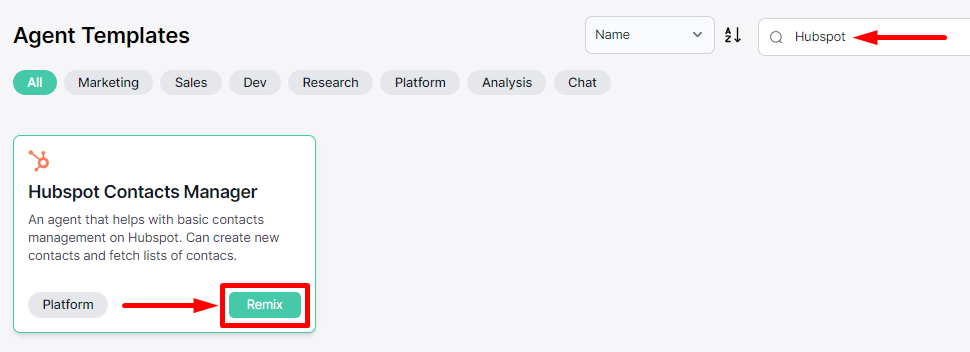 Agent Templates
Name
Hubspot
All
Marketing
Sales
Dev
Research
Platform
Analysis
Chat
Hubspot Contacts Manager
An agent that helps with basic contacts
management on Hubspot. Can create new
contacts and fetch lists of contacs.
Platform
Remix